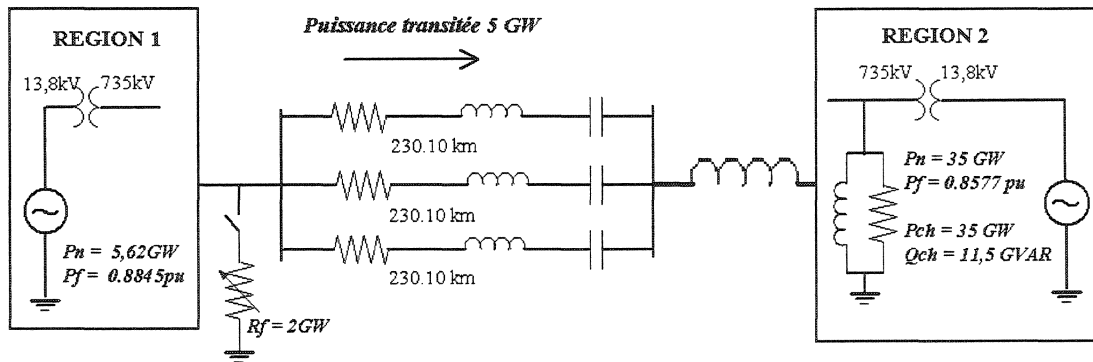 REGION 1
13,8kV
735kV
Pn = 5,62GW
Pf = 0.8845pu
Puissance transitée 5 GW
230.10 km
230.10 km
230.10 km
Rf = 2GW
REGION 2
735kV
13,8kV
Pn = 35 GW
Pf = 0.8577 pu
Pch = 35 GW
Qch = 11,5 GVAR